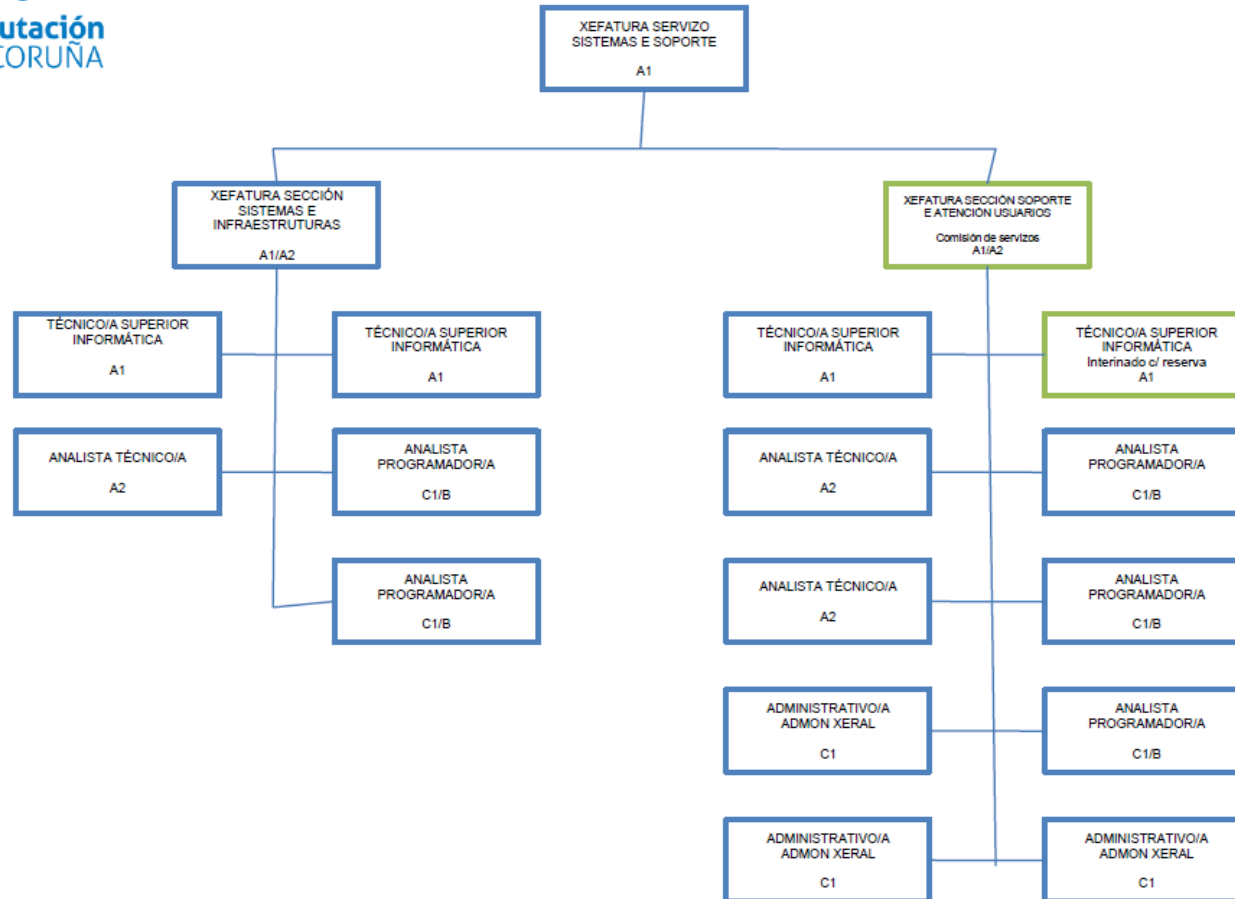 utación
CORUÑA
XEFATURA SERVIZO
SISTEMAS E SOPORTE
A1
XEFATURA SECCIÓN
SISTEMAS E
INFRAESTRUTURAS
A1/A2
XEFATURA SECCIÓN SOPORTE
E ATENCIÓN USUARIOS
Comisión de servizos
A1/A2
TÉCNICO/A SUPERIOR
INFORMÁTICA
A1
TÉCNICO/A SUPERIOR
INFORMÁTICA
A1
TÉCNICO/A SUPERIOR
INFORMÁTICA
A1
TÉCNICO/A SUPERIOR
INFORMÁTICA
Interinado c/ reserva
A1
ANALISTA TÉCNICO/A
A2
ANALISTA
PROGRAMADOR/A
C1/B
ANALISTA TÉCNICO/A
A2
ANALISTA
PROGRAMADOR/A
C1/B
ANALISTA
PROGRAMADOR/A
C1/B
ANALISTA TÉCNICO/A
A2
ANALISTA
PROGRAMADOR/A
C1/B
ADMINISTRATIVO/A
ADMON XERAL
C1
ANALISTA
PROGRAMADOR/A
C1/B
ADMINISTRATIVO/A
ADMON XERAL
C1
ADMINISTRATIVO/A
ADMON XERAL
C1